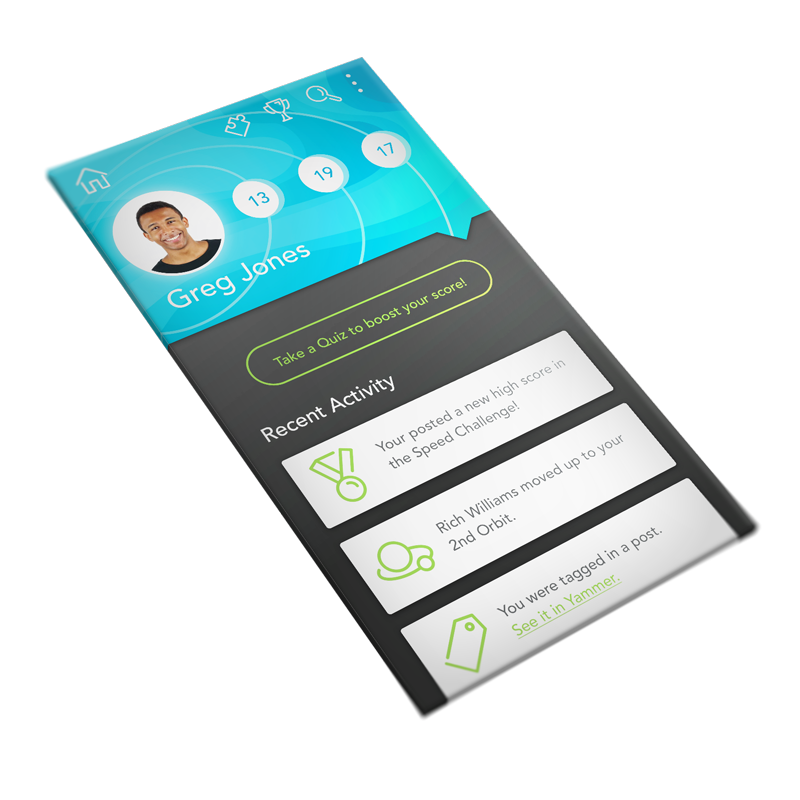 13
19
17
Greg Jones
Take a Quiz to boost your score!
Recent Activity
Your posted a new high score in
the Speed Challenge!
Rich Williams moved up to your
2nd Orbit.
You were tagged in a post.
See it in Yammer.